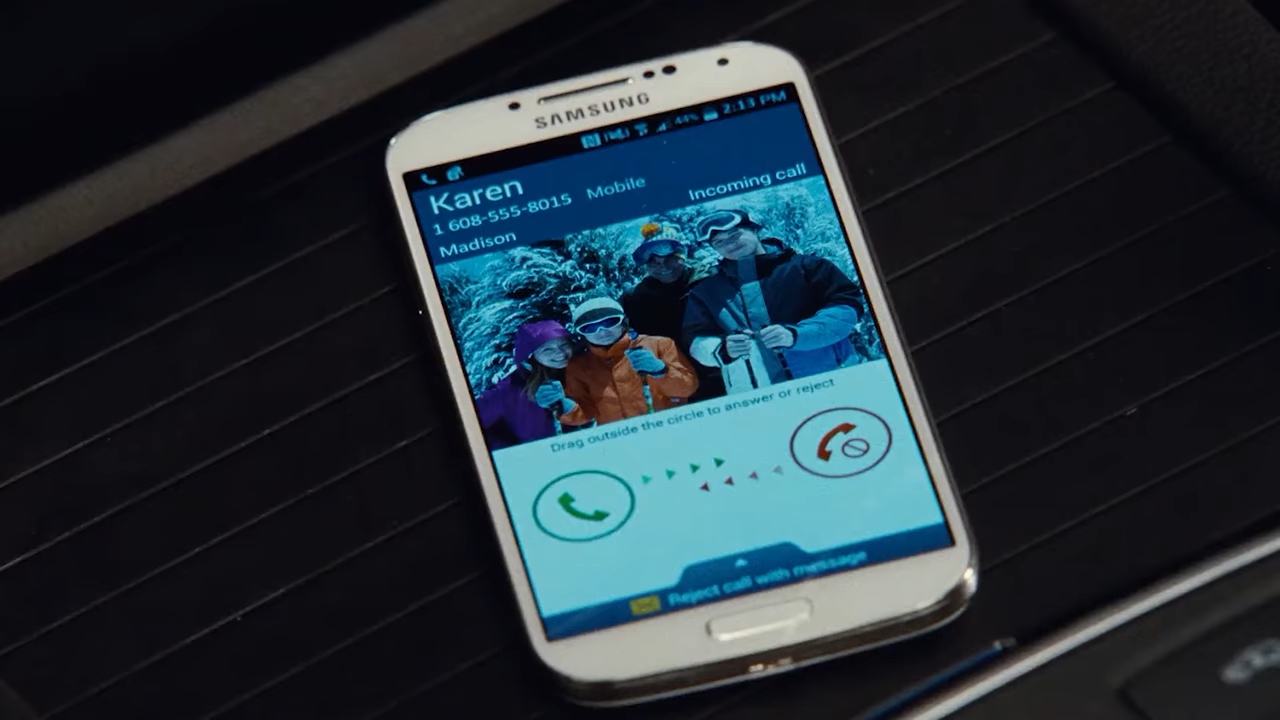 SAMSUNG
44% 2:13 PM
Karen
1 608-555-8015 Mobile Incoming call
Madison
Drag outside the circle to answer or reject
Reject call with message